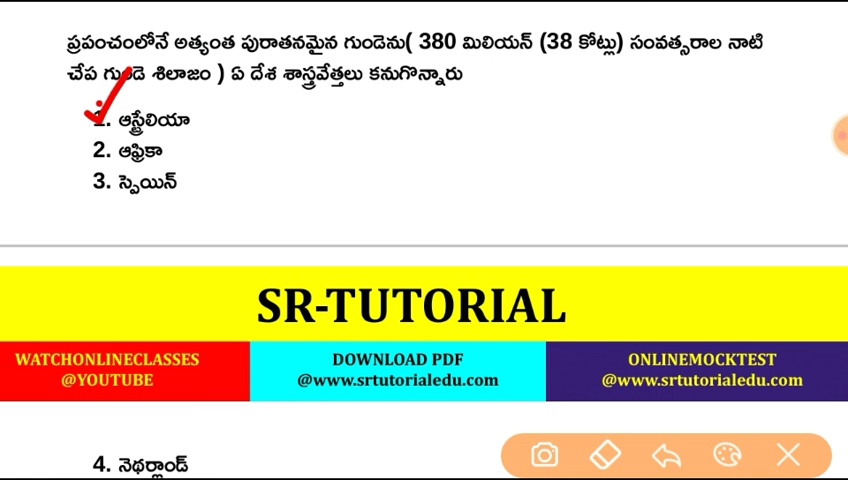 ప్రపంచంలోనే అత్యంత పురాతనమైన గుండెను( 380 మిలియన్ (38 కోట్లు) సంవత్సరాల నాటి
చేప గుండె శిలాజం ) ఏ దేశ శాస్త్రవేత్తలు కనుగొన్నారు
1. ఆస్ట్రేలియా
2. ఆఫ్రికా
3. స్పెయిన్
SR-TUTORIAL
WATCHONLINECLASSES
@YOUTUBE
DOWNLOAD PDF
@www.srtutorialedu.com
ONLINEMOCKTEST
@www.srtutorialedu.com
4. నెథర్లాండ్